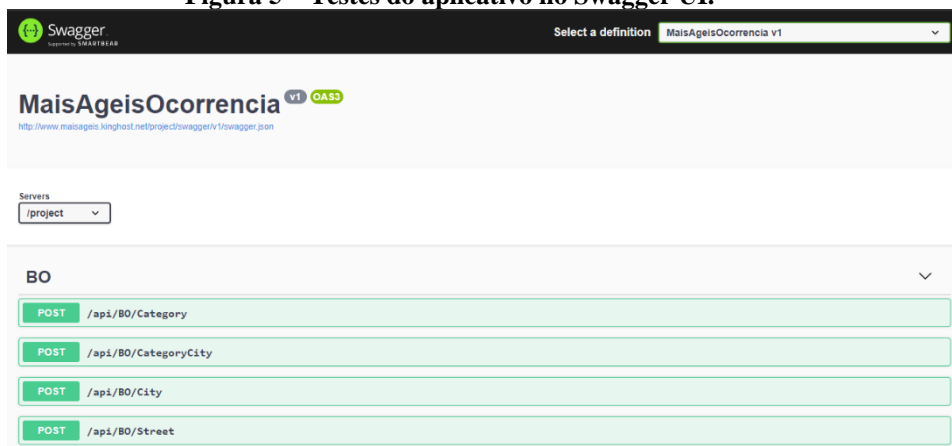 Figura 5 – Testes do aplicativo no Swagger UI.
Swagger.
Supported by SMARTBEAR
Select a definition MaisAgeisOcorrencia v1
MaisAgeisOcorrencia v1 OAS3
http://www.maisageis.kinghost.net/project/swagger/v1/swagger.json
Servers
/project
BO
POST /api/BO/Category
POST /api/BO/CategoryCity
POST /api/BO/City
POST /api/BO/Street